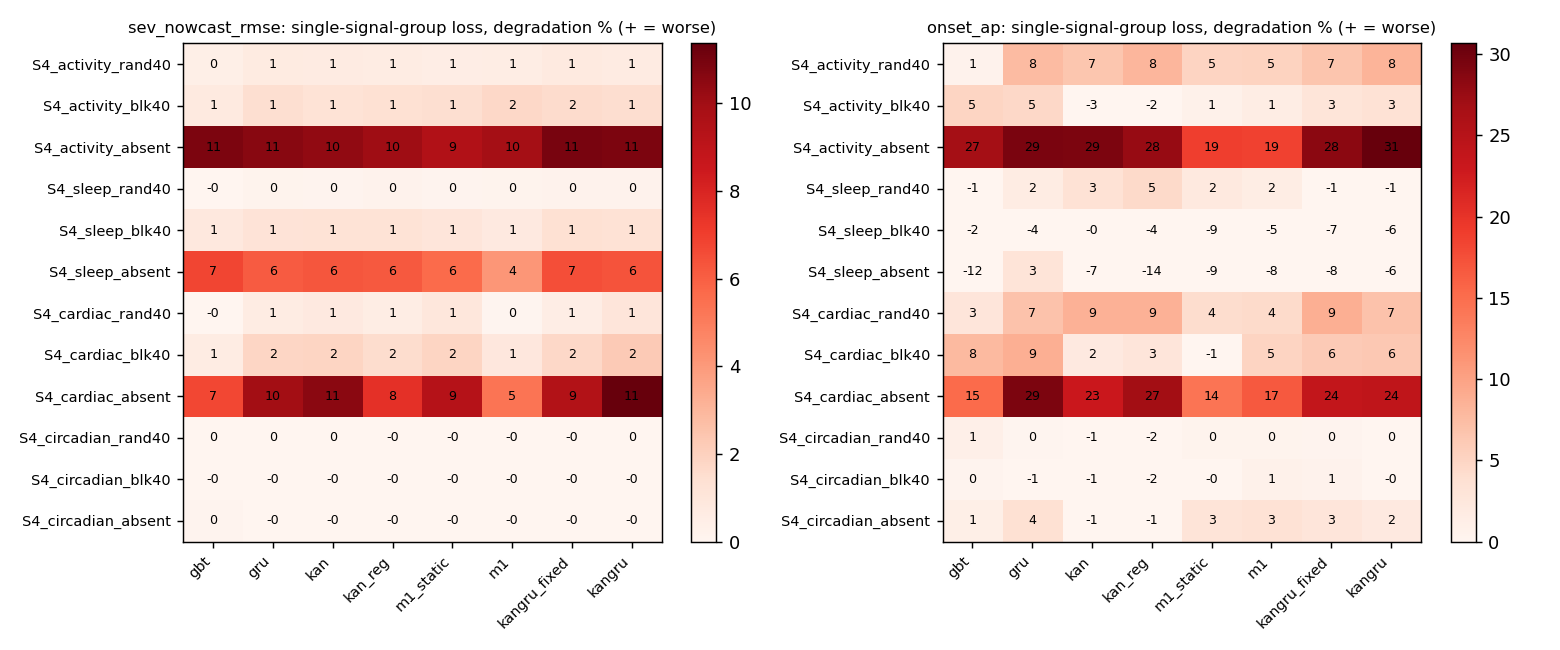 sev_nowcast_rmse: single-signal-group loss, degradation % (+ = worse)
S4_activity_rand40 0 1 1 1 1 1 1 1
S4_activity_blk40 1 1 1 1 1 2 2 1
S4_activity_absent 11 11 10 10 9 10 11 11
S4_sleep_rand40 -0 0 0 0 0 0 0 0
S4_sleep_blk40 1 1 1 1 1 1 1 1
S4_sleep_absent 7 6 6 6 6 4 7 6
S4_cardiac_rand40 -0 1 1 1 1 0 1 1
S4_cardiac_blk40 1 2 2 2 2 1 2 2
S4_cardiac_absent 7 10 11 8 9 5 9 11
S4_circadian_rand40 0 0 0 -0 -0 -0 -0 0
S4_circadian_blk40 -0 -0 -0 -0 -0 -0 -0 -0
S4_circadian_absent 0 -0 -0 -0 -0 -0 -0 -0
gbt gru kan kan_reg m1_static m1 kangru_fixed kangru
10
8
6
4
2
0
onset_ap: single-signal-group loss, degradation % (+ = worse)
S4_activity_rand40 1 8 7 8 5 5 7 8
S4_activity_blk40 5 5 -3 -2 1 1 3 3
S4_activity_absent 27 29 29 28 19 19 28 31
S4_sleep_rand40 -1 2 3 5 2 2 -1 -1
S4_sleep_blk40 -2 -4 -0 -4 -9 -5 -7 -6
S4_sleep_absent -12 3 -7 -14 -9 -8 -8 -6
S4_cardiac_rand40 3 7 9 9 4 4 9 7
S4_cardiac_blk40 8 9 2 3 -1 5 6 6
S4_cardiac_absent 15 29 23 27 14 17 24 24
S4_circadian_rand40 1 0 -1 -2 0 0 0 0
S4_circadian_blk40 0 -1 -1 -2 -0 1 1 -0
S4_circadian_absent 1 4 -1 -1 3 3 3 2
gbt gru kan kan_reg m1_static m1 kangru_fixed kangru
30
25
20
15
10
5
0